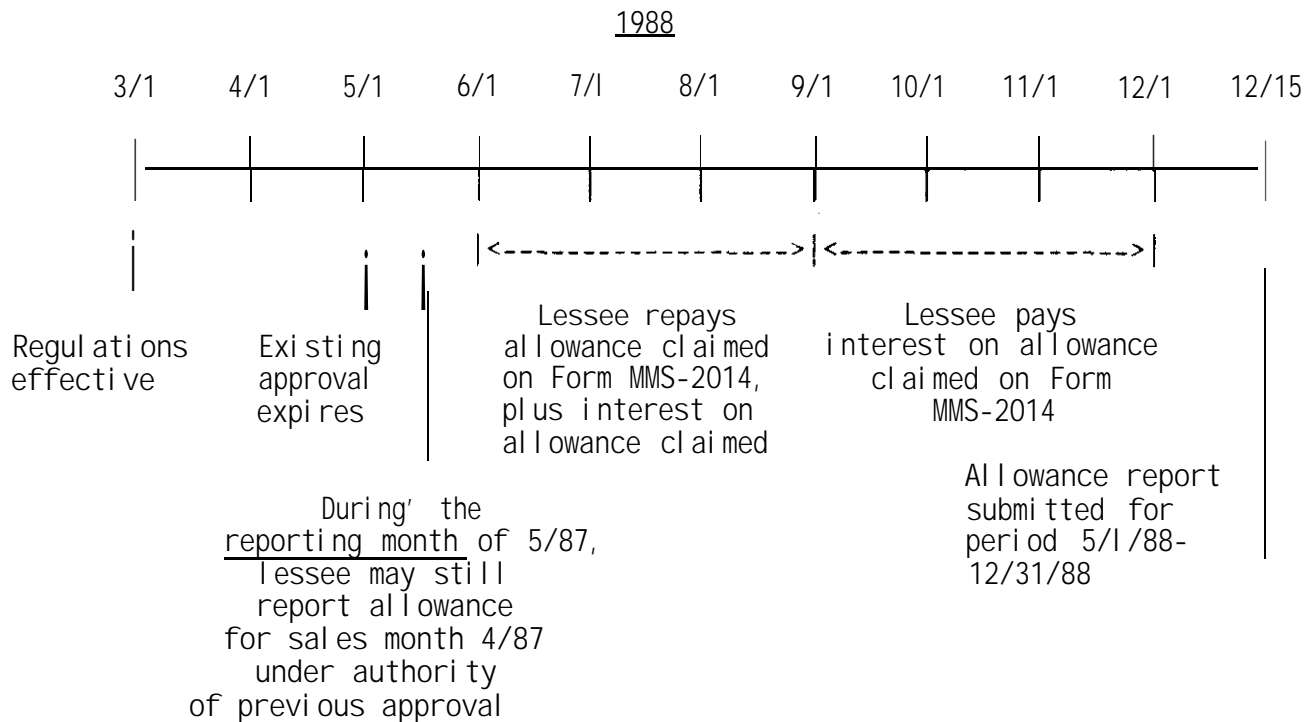 1988
3/1 4/1 5/1 6/1 7/l 8/1 9/1 10/1 11/1 12/1 12/15
Regulations
effective
Existing
approval
expires
During' the
reporting month of 5/87,
lessee may still
report allowance
for sales month 4/87
under authority
of previous approval
Lessee repays
allowance claimed
on Form MMS-2014,
plus interest on
allowance claimed
Lessee pays
interest on allowance
claimed on Form
MMS-2014
Allowance report
submitted for
period 5/l/88-
12/31/88